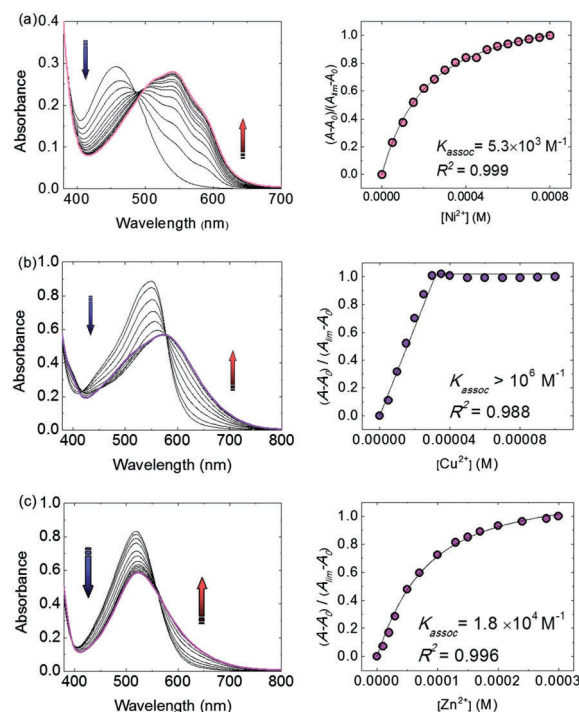 (a)
Absorbance
0.4
0.3
0.2
0.1
0.0
400 500 600 700
Wavelength (nm)
(A-A0)/(Alim-A0)
1.0
0.8
0.6
0.4
0.2
0.0
Kassoc = 5.3×10³ M⁻¹
R² = 0.999
0.0000 0.0004 0.0008
[Ni²⁺] (M)
(b)
Absorbance
1.0
0.8
0.6
0.4
0.2
0.0
400 500 600 700 800
Wavelength (nm)
(A-A0) / (Alim-A0)
1.0
0.8
0.6
0.4
0.2
0.0
Kassoc > 10⁶ M⁻¹
R² = 0.988
0.00000 0.00004 0.00008
[Cu²⁺] (M)
(c)
Absorbance
1.0
0.8
0.6
0.4
0.2
0.0
400 500 600 700 800
Wavelength (nm)
(A-A0) / (Alim-A0)
1.0
0.8
0.6
0.4
0.2
0.0
Kassoc = 1.8 ×10⁴ M⁻¹
R² = 0.996
0.0000 0.0001 0.0002 0.0003
[Zn²⁺] (M)